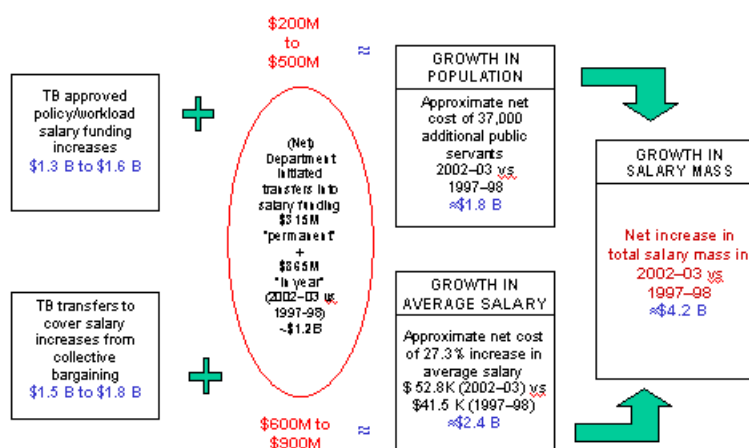 TB approved
policy/workload
salary funding
increases
$1.3 B to $1.6 B
+
$200M
to
$500M
≈
GROWTH IN
POPULATION
Approximate net
cost of 37,000
additional public
servants
2002–03 vs
1997–98
≈$1.8 B
(Net)
Department
initiated
transfers into
salary funding
$315M
"permanent"
+
$865M
"in year"
(2002–03 vs
1997-98)
~$1.2B
TB transfers to
cover salary
increases from
collective
bargaining
$1.5 B to $1.8 B
+
$600M to
$900M
≈
GROWTH IN
AVERAGE SALARY
Approximate net cost
of 27.3% increase in
average salary
$ 52.8K (2002–03) vs
$41.5 K (1997–98)
≈$2.4 B
GROWTH IN
SALARY MASS
Net increase in
total salary mass in
2002–03 vs
1997–98
≈$4.2 B